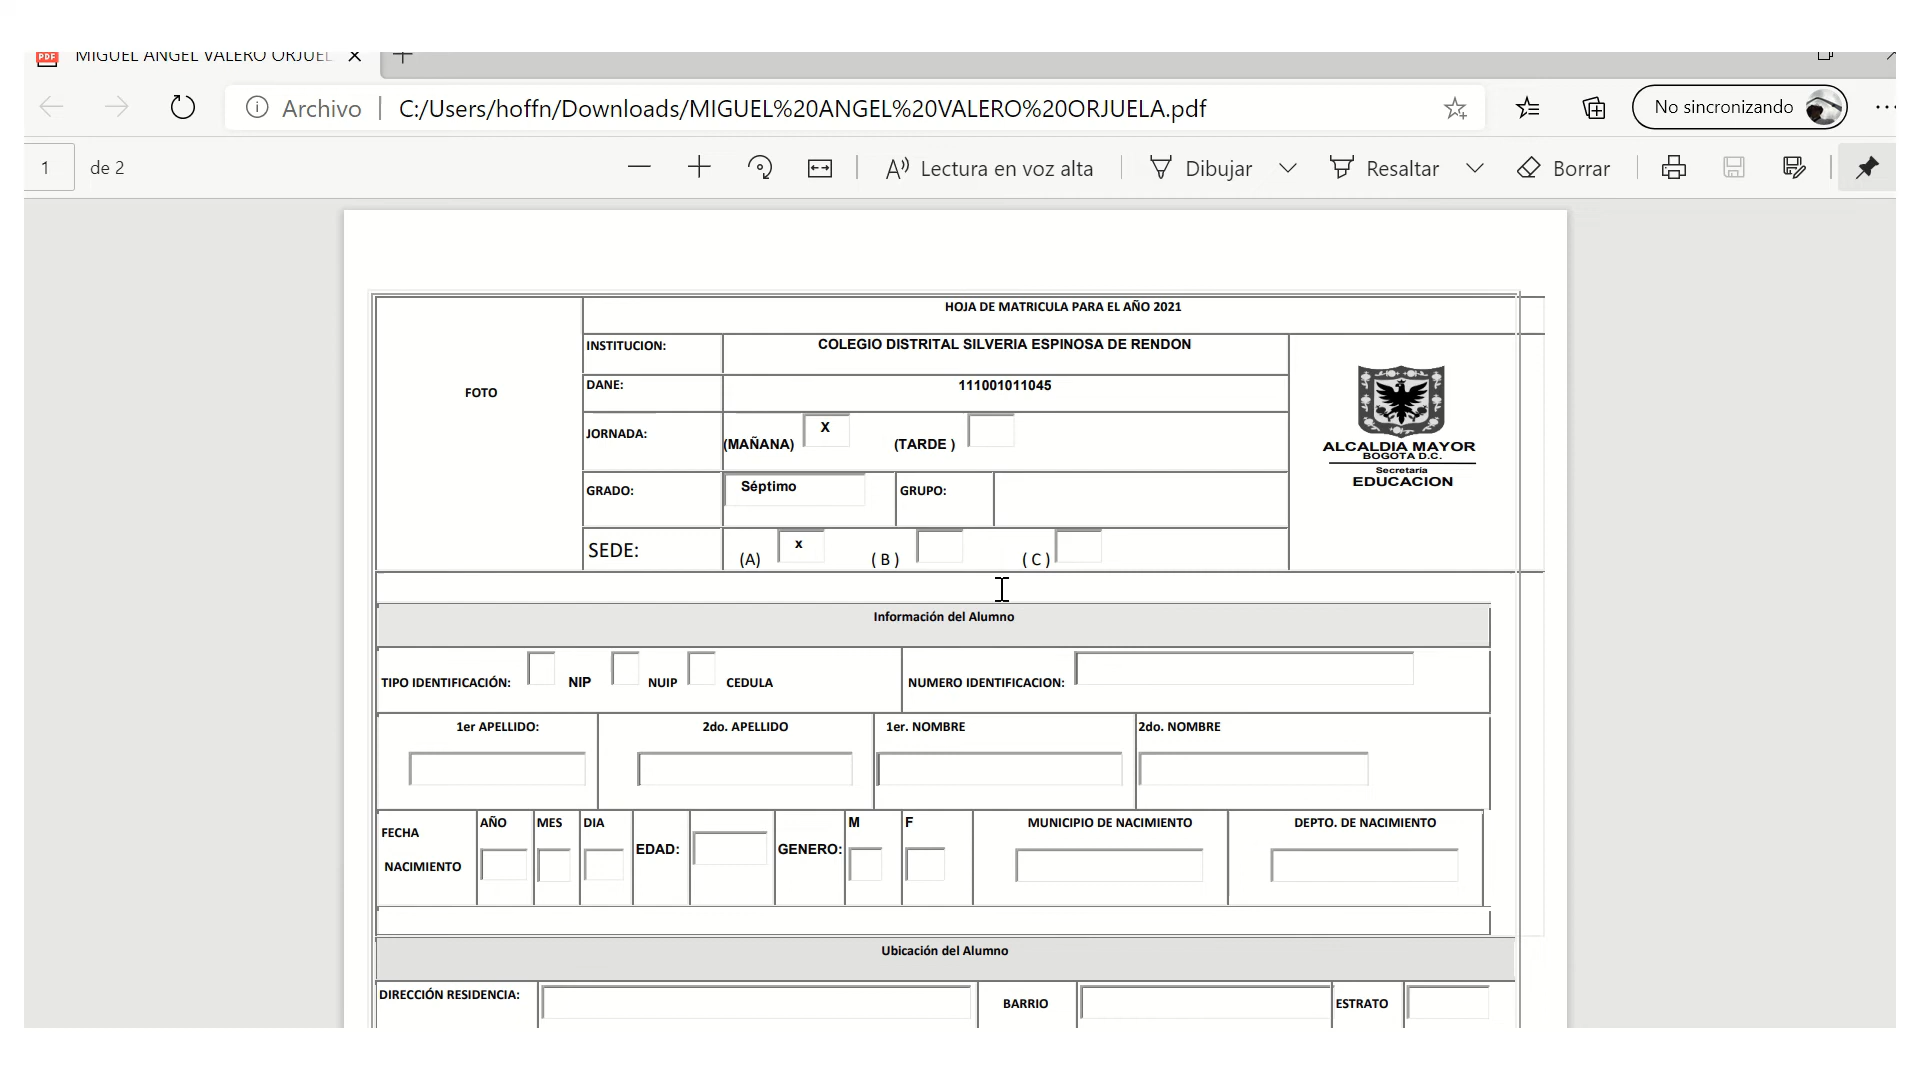 MIGUEL ANGEL VALERO ORJUEL
Archivo C:/Users/hoffn/Downloads/MIGUEL%20ANGEL%20VALERO%20ORJUELA.pdf No sincronizando
1 de 2 Lectura en voz alta Dibujar Resaltar Borrar
HOJA DE MATRICULA PARA EL AÑO 2021
FOTO
INSTITUCION: COLEGIO DISTRITAL SILVERIA ESPINOSA DE RENDON
DANE: 111001011045
JORNADA: (MAÑANA) X (TARDE )
GRADO: Séptimo GRUPO:
SEDE: (A) x ( B ) ( C )
ALCALDIA MAYOR
BOGOTA D.C.
Secretaría
EDUCACION
Información del Alumno
TIPO IDENTIFICACIÓN: NIP NUIP CEDULA NUMERO IDENTIFICACION:
1er APELLIDO: 2do. APELLIDO 1er. NOMBRE 2do. NOMBRE
FECHA NACIMIENTO AÑO MES DIA EDAD: GENERO: M F MUNICIPIO DE NACIMIENTO DEPTO. DE NACIMIENTO
Ubicación del Alumno
DIRECCIÓN RESIDENCIA: BARRIO ESTRATO